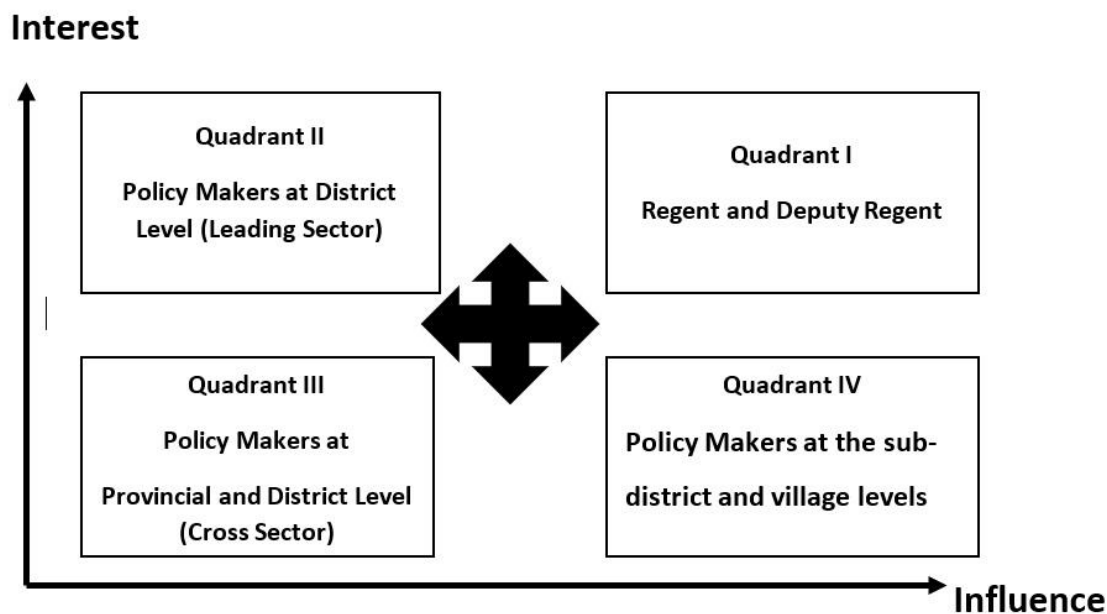 Interest
Quadrant II
Policy Makers at District
Level (Leading Sector)
Quadrant I
Regent and Deputy Regent
Quadrant III
Policy Makers at
Provincial and District Level
(Cross Sector)
Quadrant IV
Policy Makers at the sub-
district and village levels
Influence